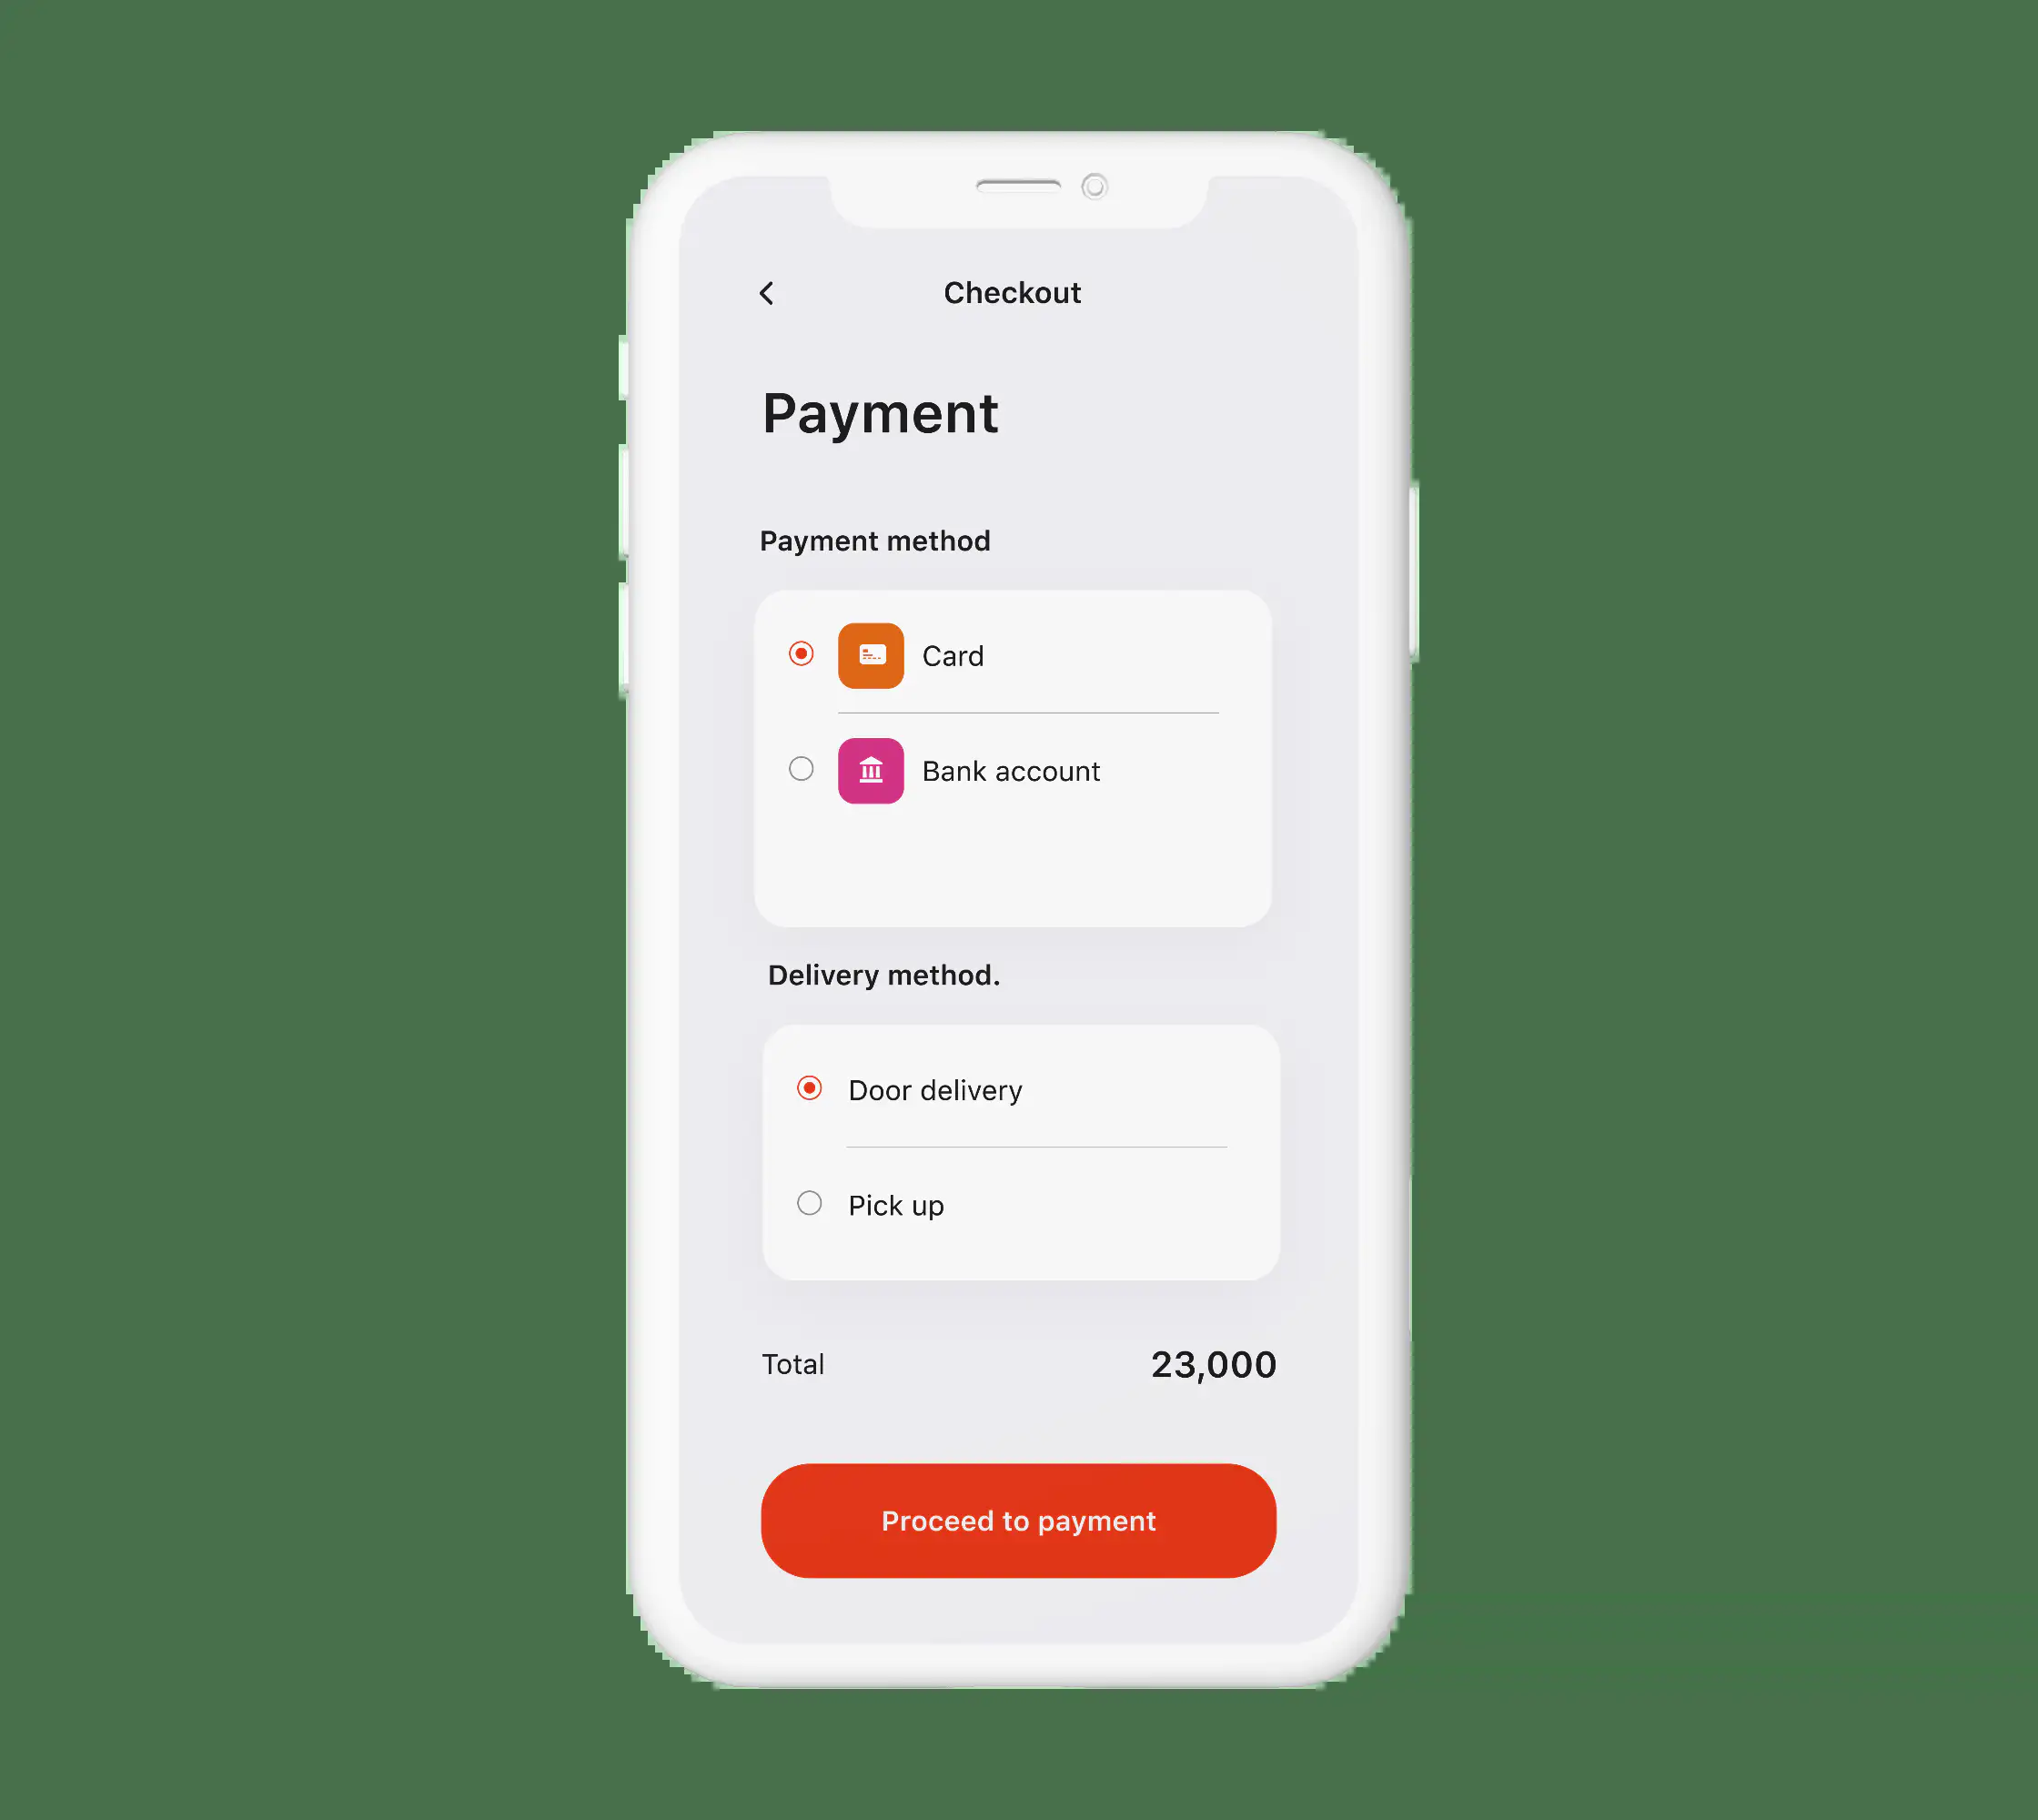 Checkout
Payment
Payment method
Card
Bank account
Delivery method.
Door delivery
Pick up
Total 23,000
Proceed to payment